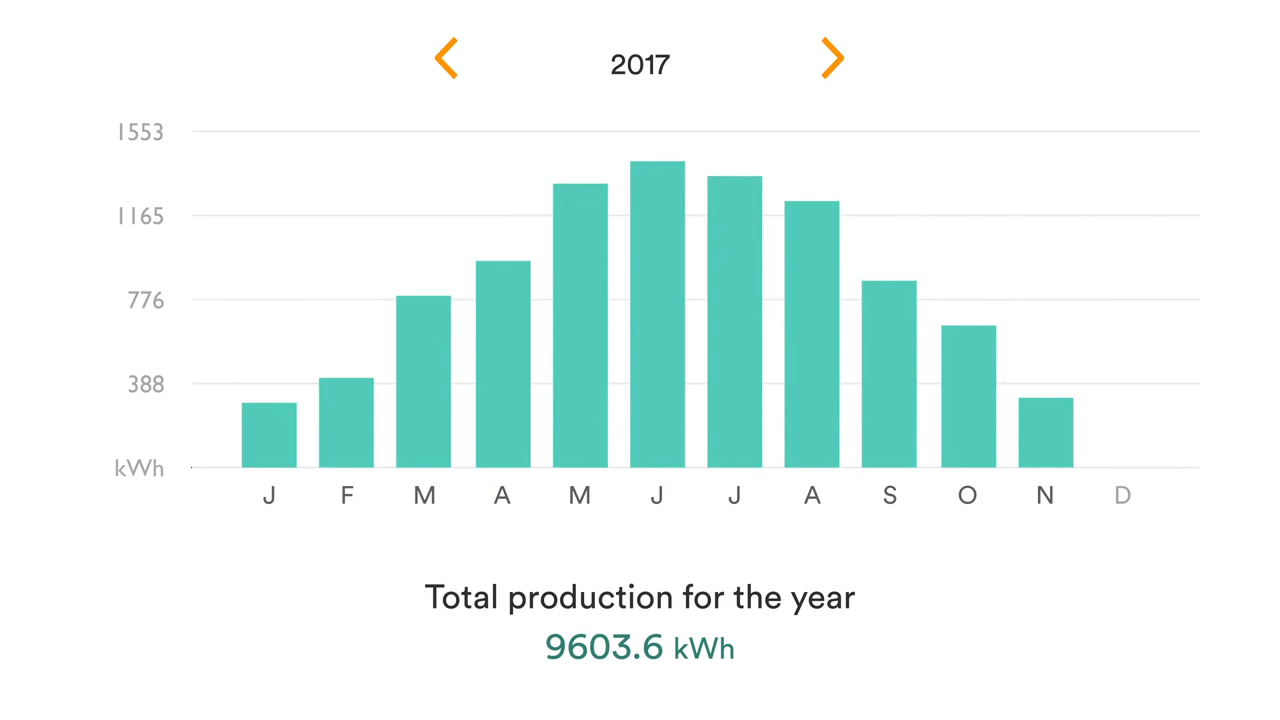 2017
1553
1165
776
388
kWh
J F M A M J J A S O N D
Total production for the year
9603.6 kWh